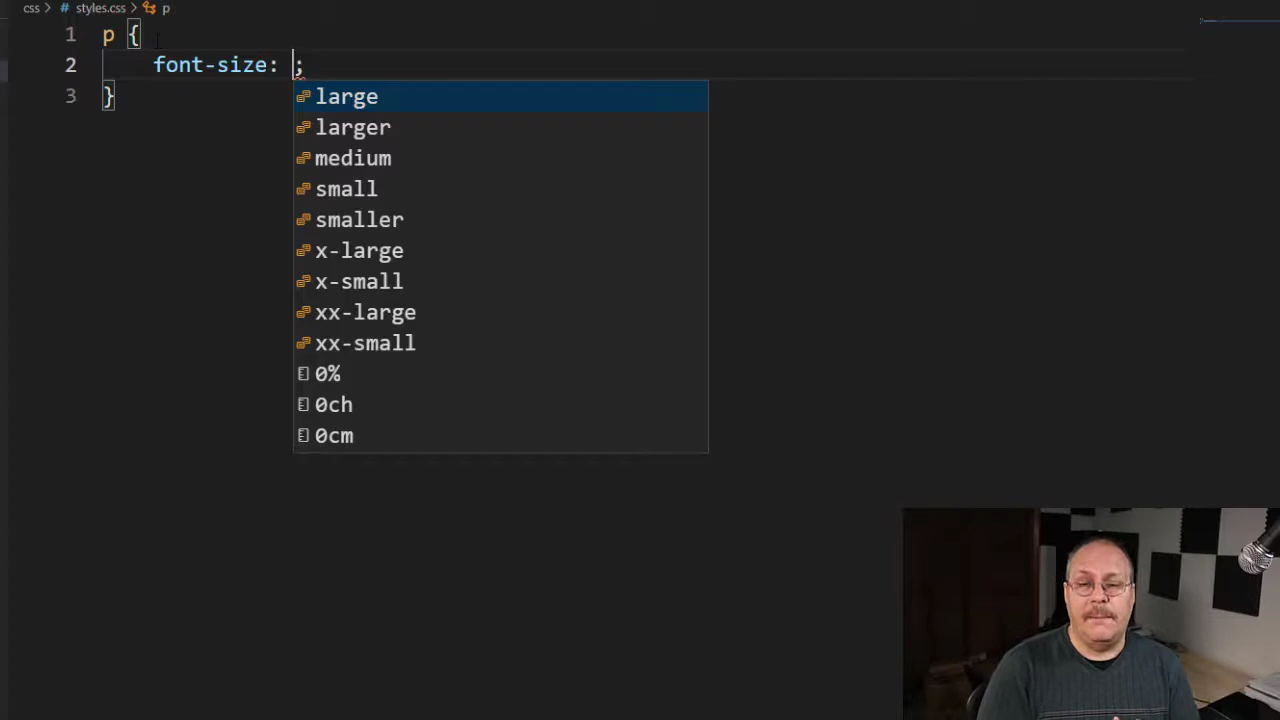 css > # styles.css > p
1 p {
2 font-size: ;
3 }
large
larger
medium
small
smaller
x-large
x-small
xx-large
xx-small
0%
0ch
0cm